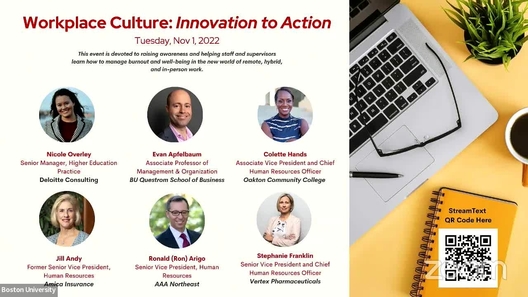 Workplace Culture: Innovation to Action
Tuesday, Nov 1, 2022
This event is devoted to raising awareness and helping staff and supervisors
learn how to manage burnout and well-being in the new world of remote, hybrid,
and in-person work.
Nicole Overley
Senior Manager, Higher Education
Practice
Deloitte Consulting
Evan Apfelbaum
Associate Professor of
Management & Organization
BU Questrom School of Business
Colette Hands
Associate Vice President and Chief
Human Resources Officer
Oakton Community College
Jill Andy
Former Senior Vice President,
Human Resources
Amica Insurance
Ronald (Ron) Arigo
Senior Vice President, Human
Resources
AAA Northeast
Stephanie Franklin
Senior Vice President and Chief
Human Resources Officer
Vertex Pharmaceuticals
StreamText
QR Code Here
zoom
Boston University